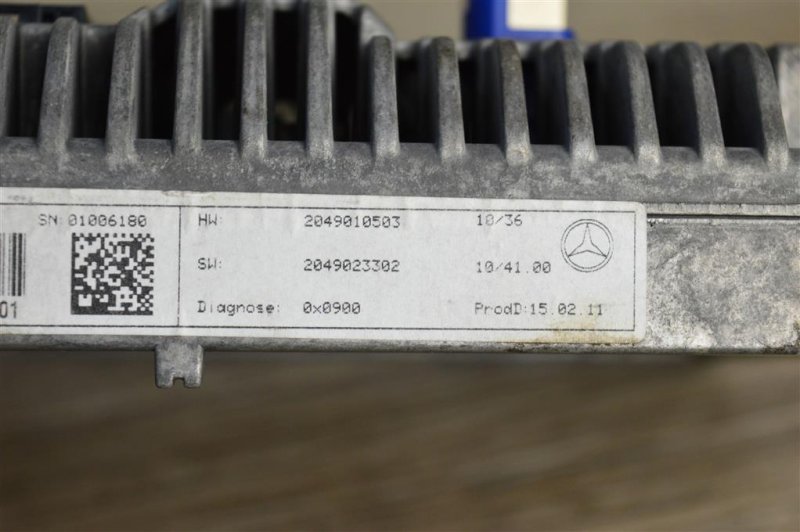 SN:01006180
HW: 2049010503 10/36
SW: 2049023302 10/41.00
Diagnose: 0x0900 ProdD:15.02.11
01